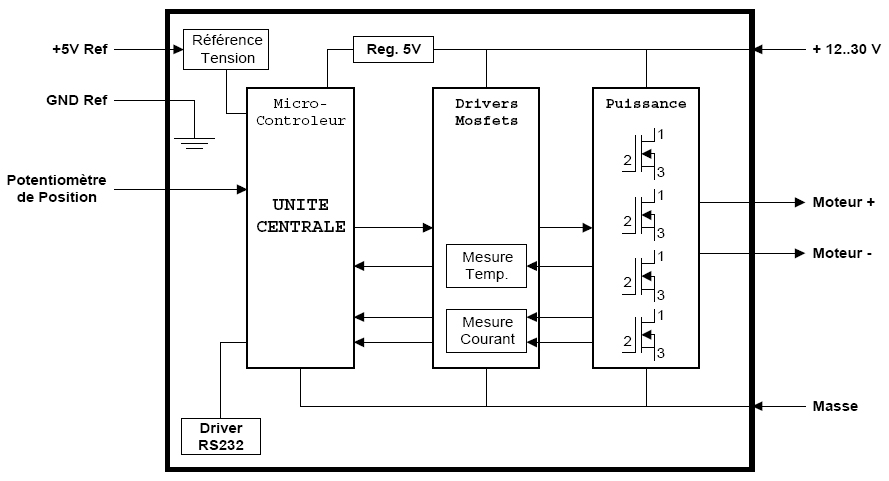 +5V Ref
Référence
Tension
Reg. 5V
+ 12..30 V
GND Ref
Micro-
Controleur
Drivers
Mosfets
Puissance
1
2
3
Potentiomètre
de Position
UNITE
CENTRALE
1
2
3
Moteur +
Moteur -
Mesure
Temp.
1
2
3
Mesure
Courant
1
2
3
Masse
Driver
RS232